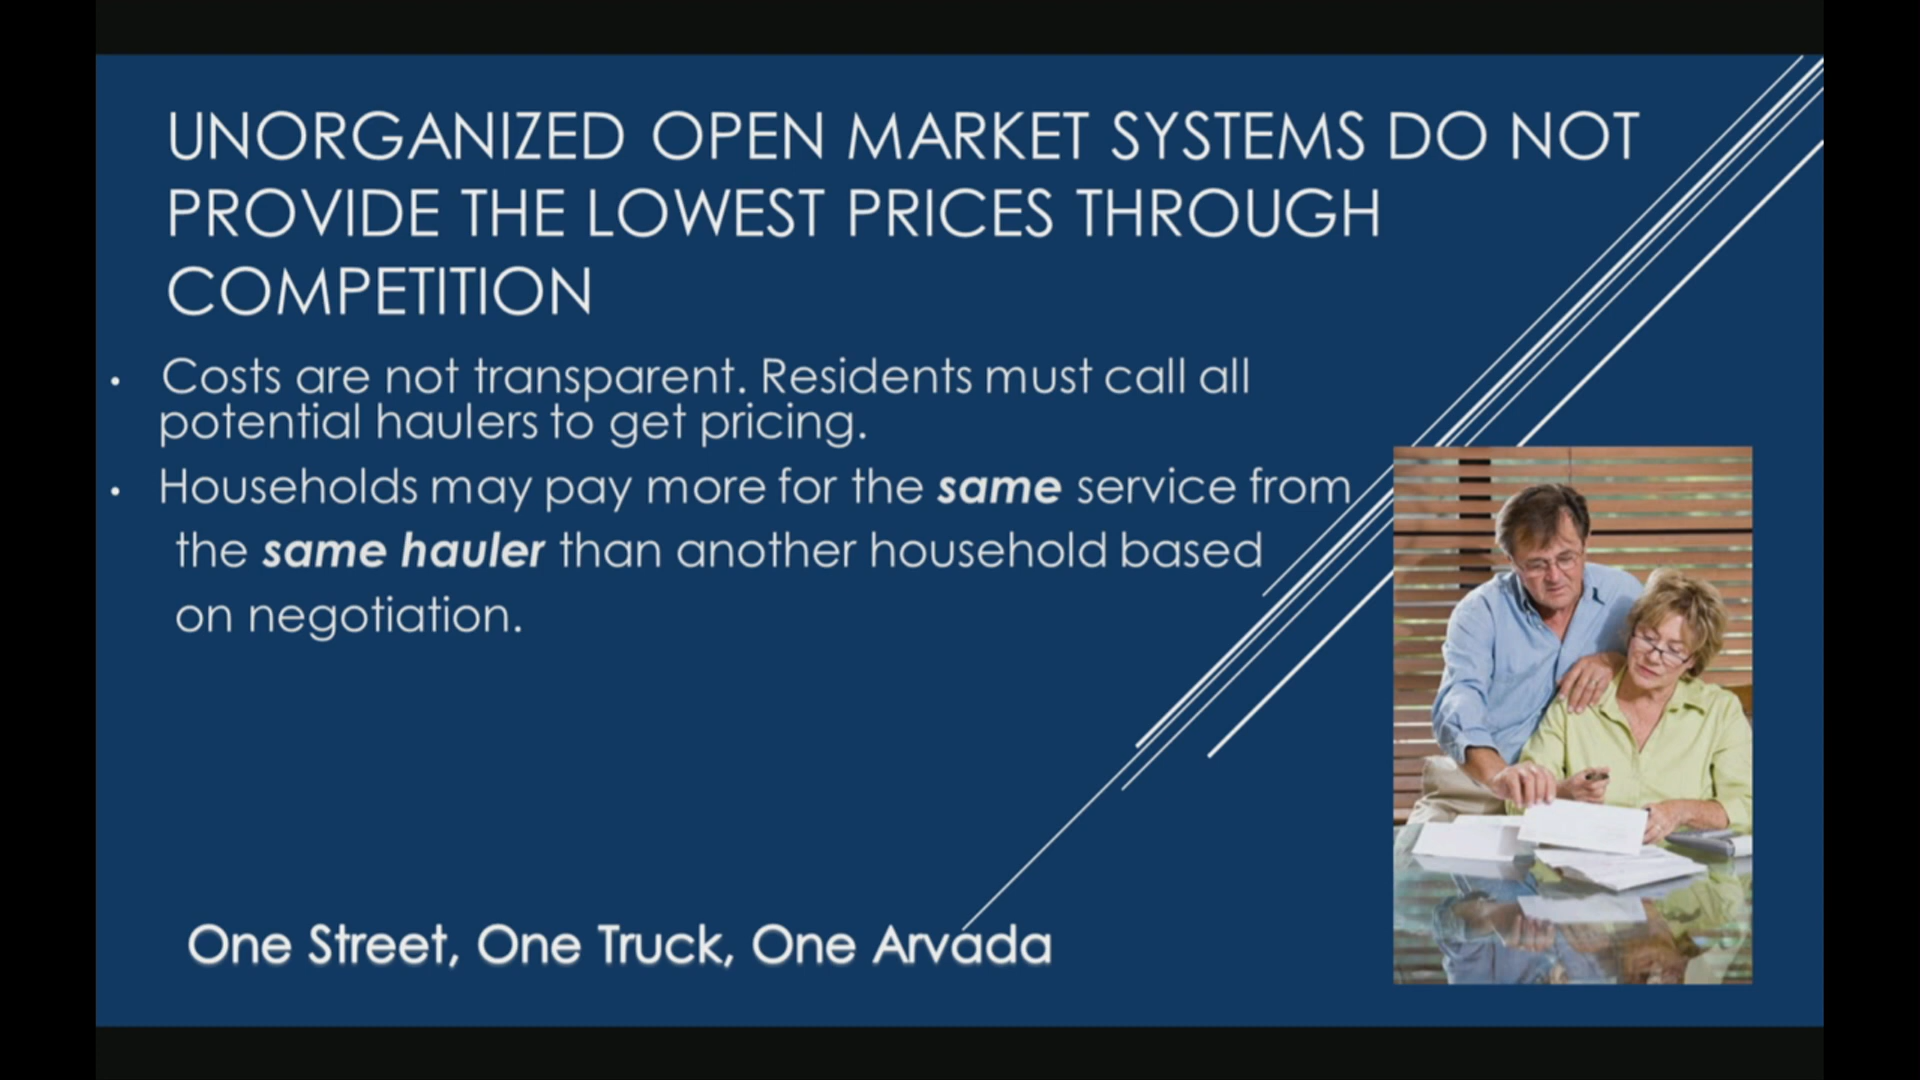 UNORGANIZED OPEN MARKET SYSTEMS DO NOT
PROVIDE THE LOWEST PRICES THROUGH
COMPETITION
• Costs are not transparent. Residents must call all
potential haulers to get pricing.
• Households may pay more for the same service from
the same hauler than another household based
on negotiation.
One Street, One Truck, One Arvada